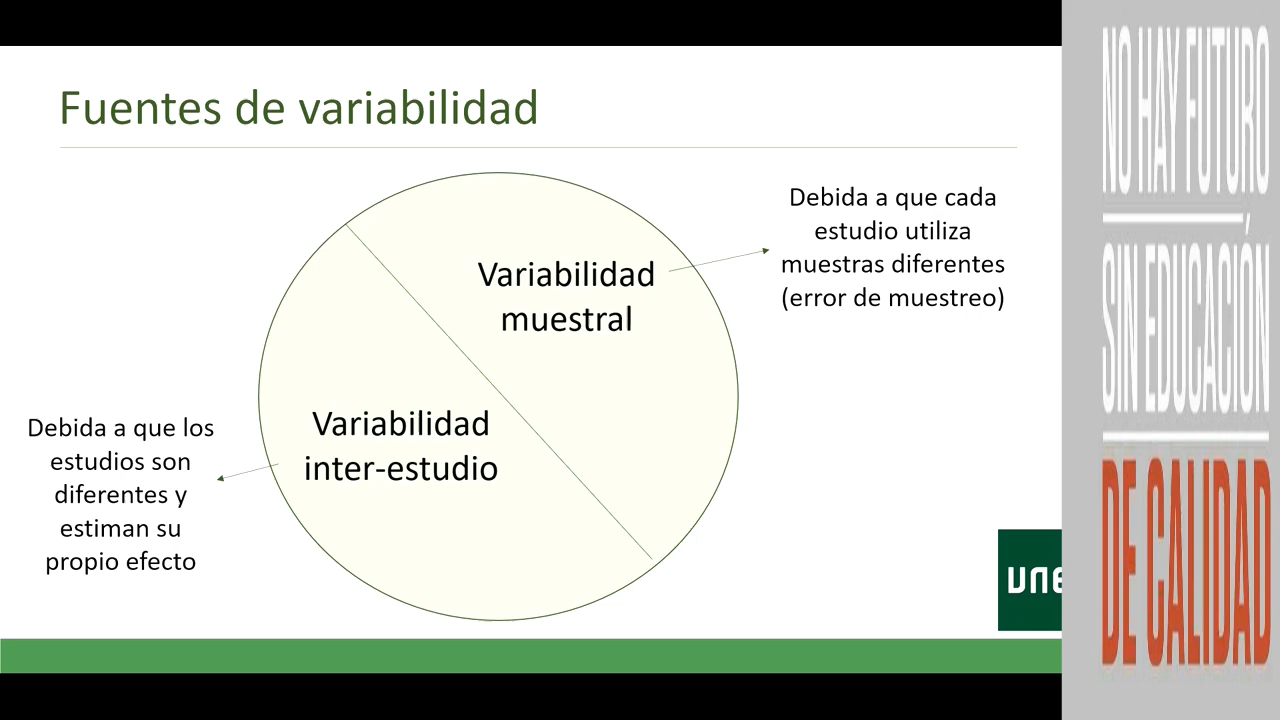 Fuentes de variabilidad
Debida a que cada
estudio utiliza
muestras diferentes
(error de muestreo)
Variabilidad
muestral
Variabilidad
inter-estudio
Debida a que los
estudios son
diferentes y
estiman su
propio efecto
UNE
NO HAY FUTURO
SIN EDUCACIÓN
DE CALIDAD